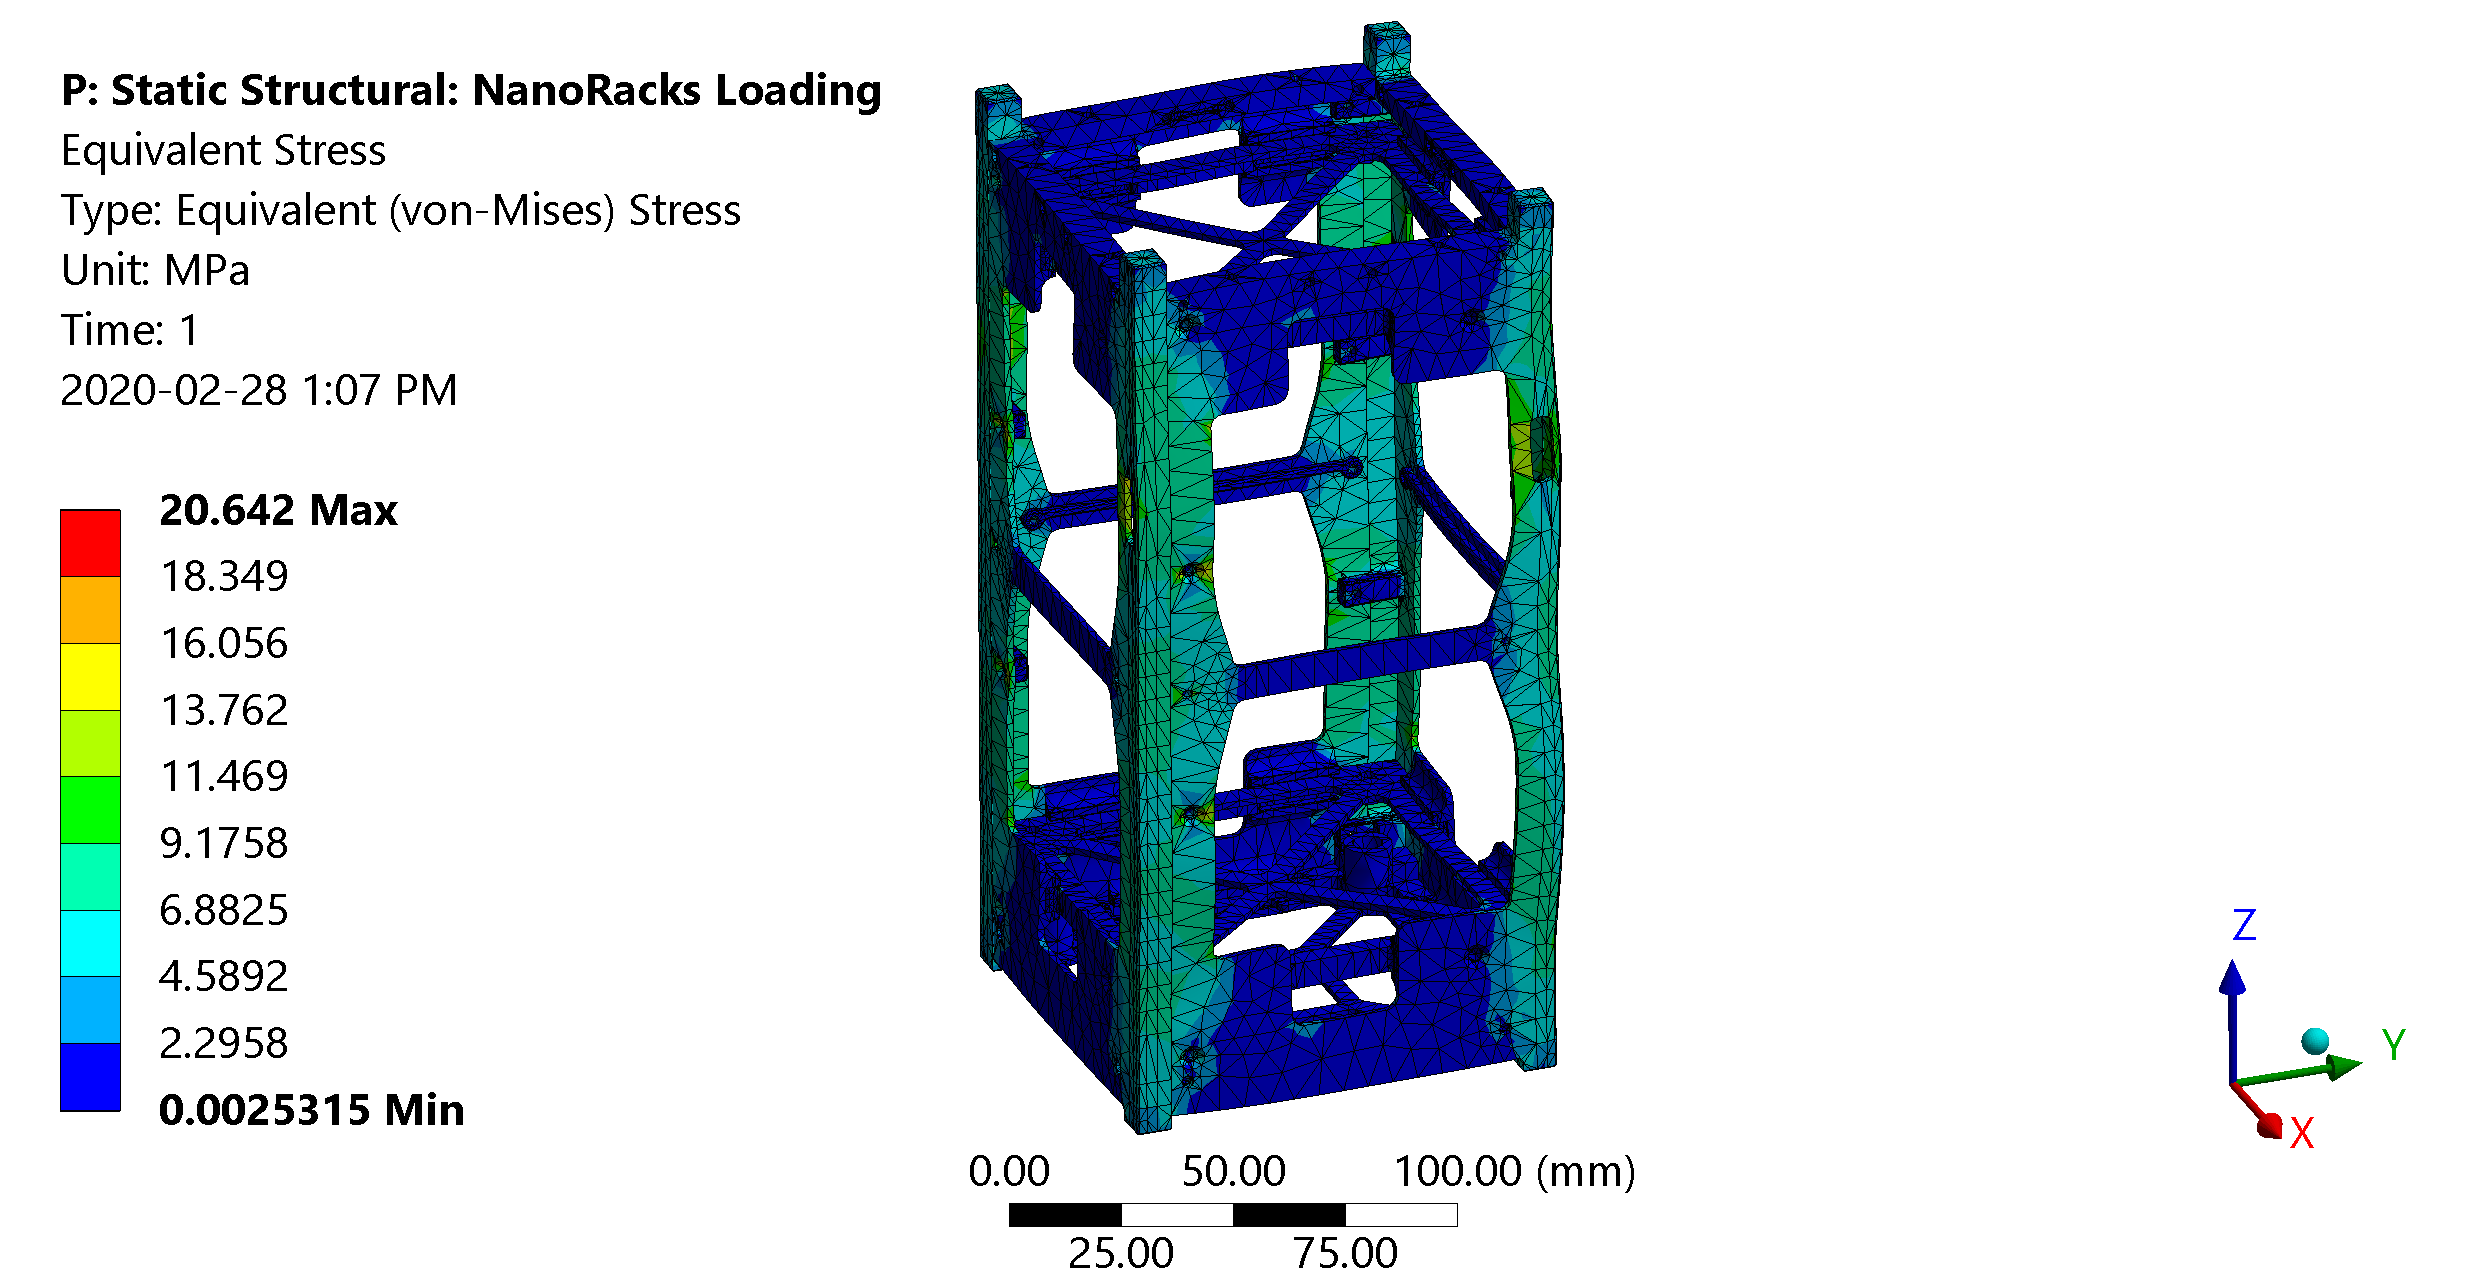 P: Static Structural: NanoRacks Loading
Equivalent Stress
Type: Equivalent (von-Mises) Stress
Unit: MPa
Time: 1
2020-02-28 1:07 PM
20.642 Max
18.349
16.056
13.762
11.469
9.1758
6.8825
4.5892
2.2958
0.0025315 Min
0.00 50.00 100.00 (mm)
25.00 75.00
Z
Y
X